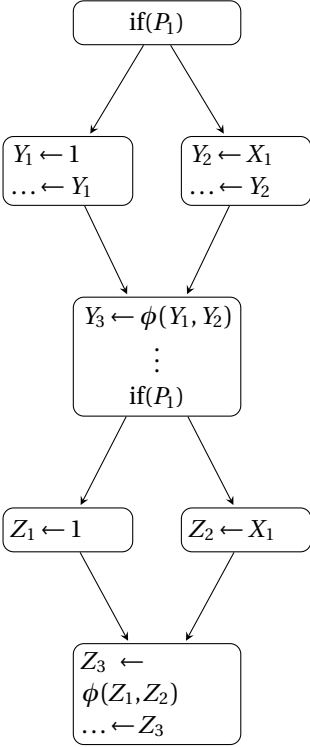 if(P₁)
Y₁ ← 1
… ← Y₁
Y₂ ← X₁
… ← Y₂
Y₃ ← ϕ(Y₁, Y₂)
⋮
if(P₁)
Z₁ ← 1
Z₂ ← X₁
Z₃ ←
ϕ(Z₁, Z₂)
… ← Z₃